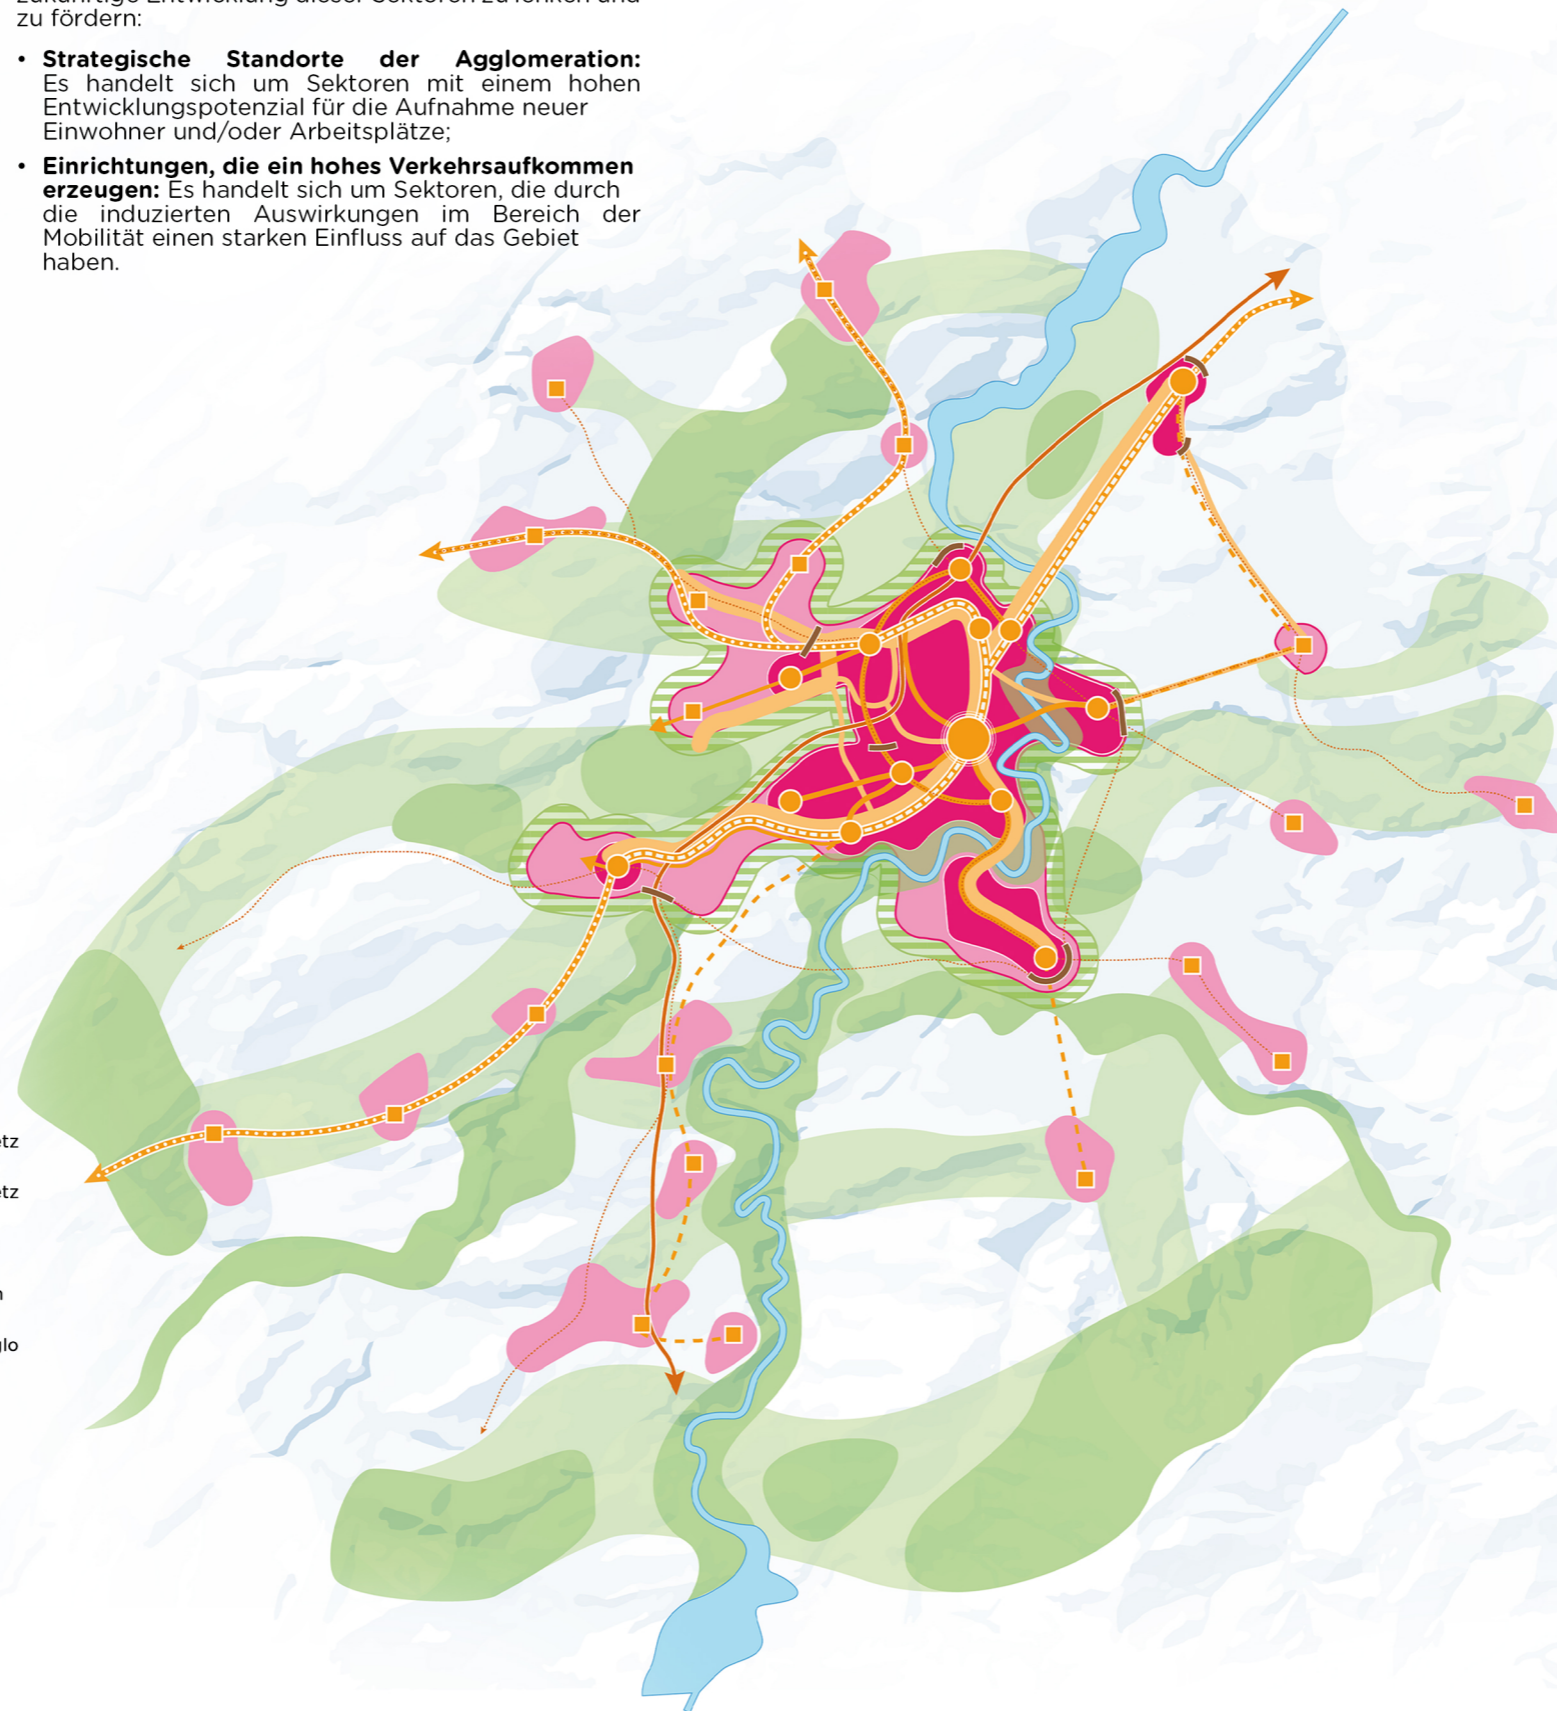 zu fördern:
• Strategische Standorte der Agglomeration:
Es handelt sich um Sektoren mit einem hohen
Entwicklungspotenzial für die Aufnahme neuer
Einwohner und/oder Arbeitsplätze;
• Einrichtungen, die ein hohes Verkehrsaufkommen
erzeugen: Es handelt sich um Sektoren, die durch
die induzierten Auswirkungen im Bereich der
Mobilität einen starken Einfluss auf das Gebiet
haben.
etz
etz
n
glo